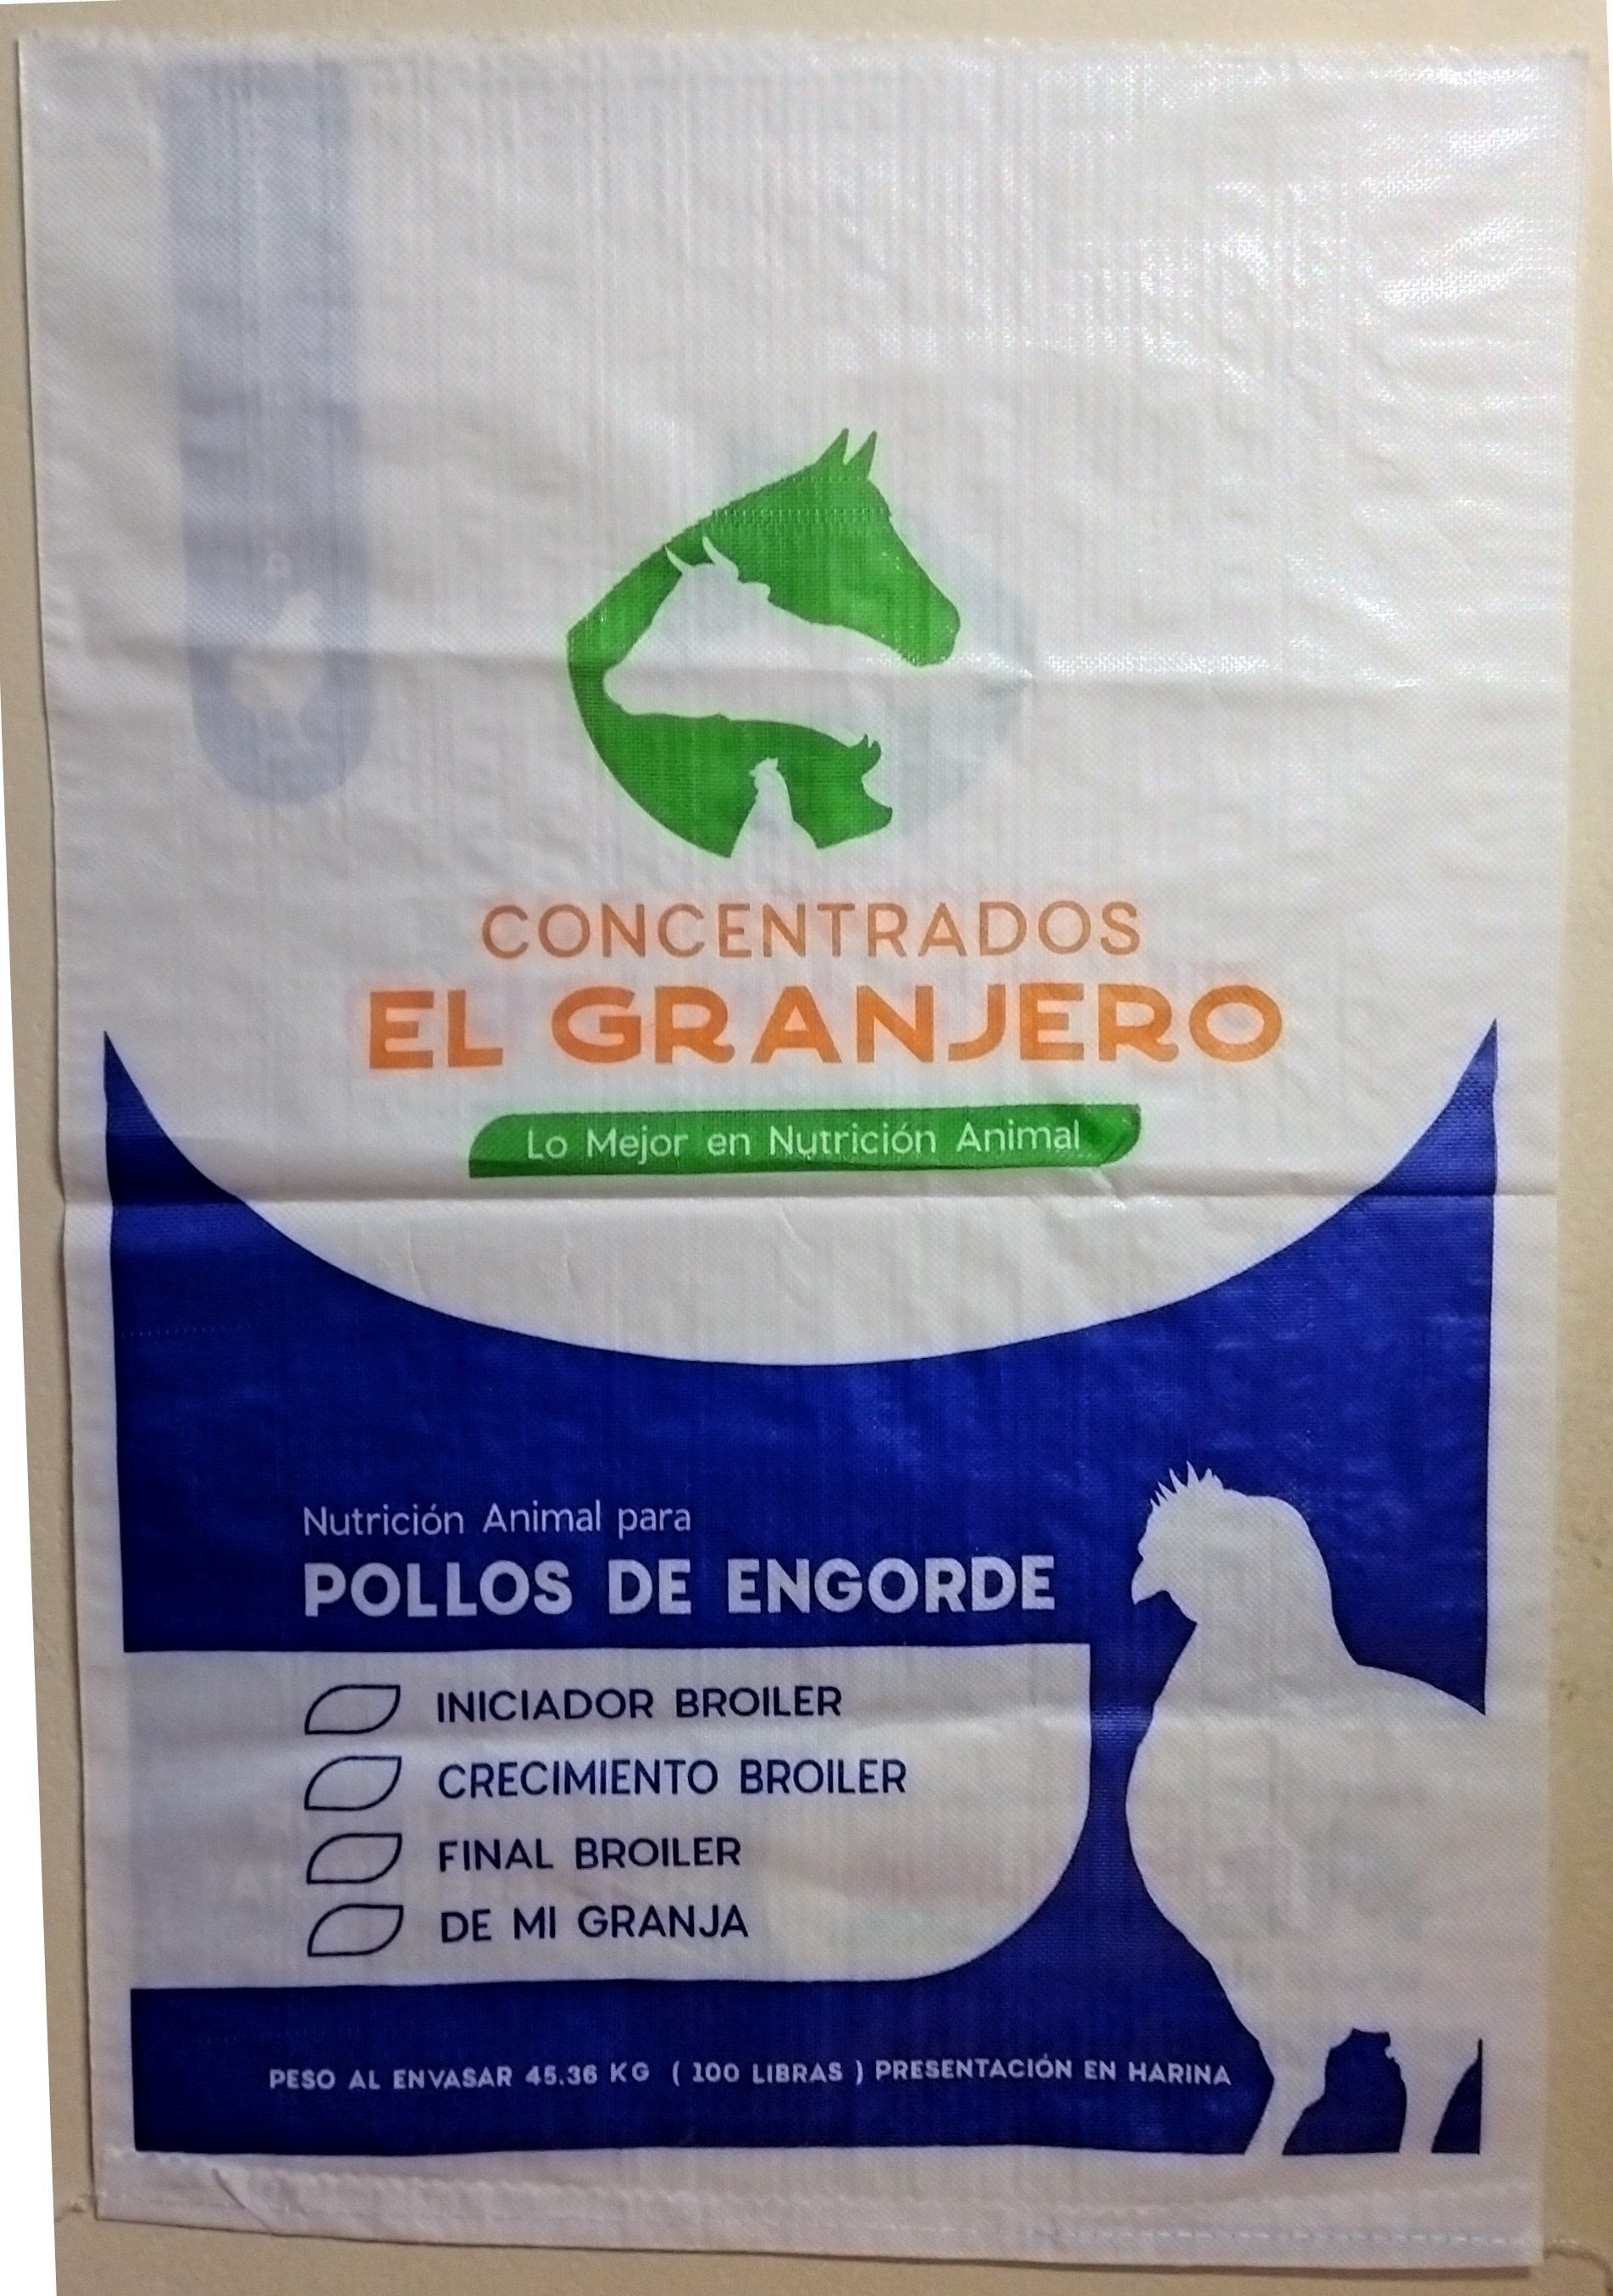 CONCENTRADOS
EL GRANJERO
Lo Mejor en Nutrición Animal
Nutrición Animal para
POLLOS DE ENGORDE
INICIADOR BROILER
CRECIMIENTO BROILER
FINAL BROILER
DE MI GRANJA
PESO AL ENVASAR 45.36 KG ( 100 LIBRAS ) PRESENTACIÓN EN HARINA